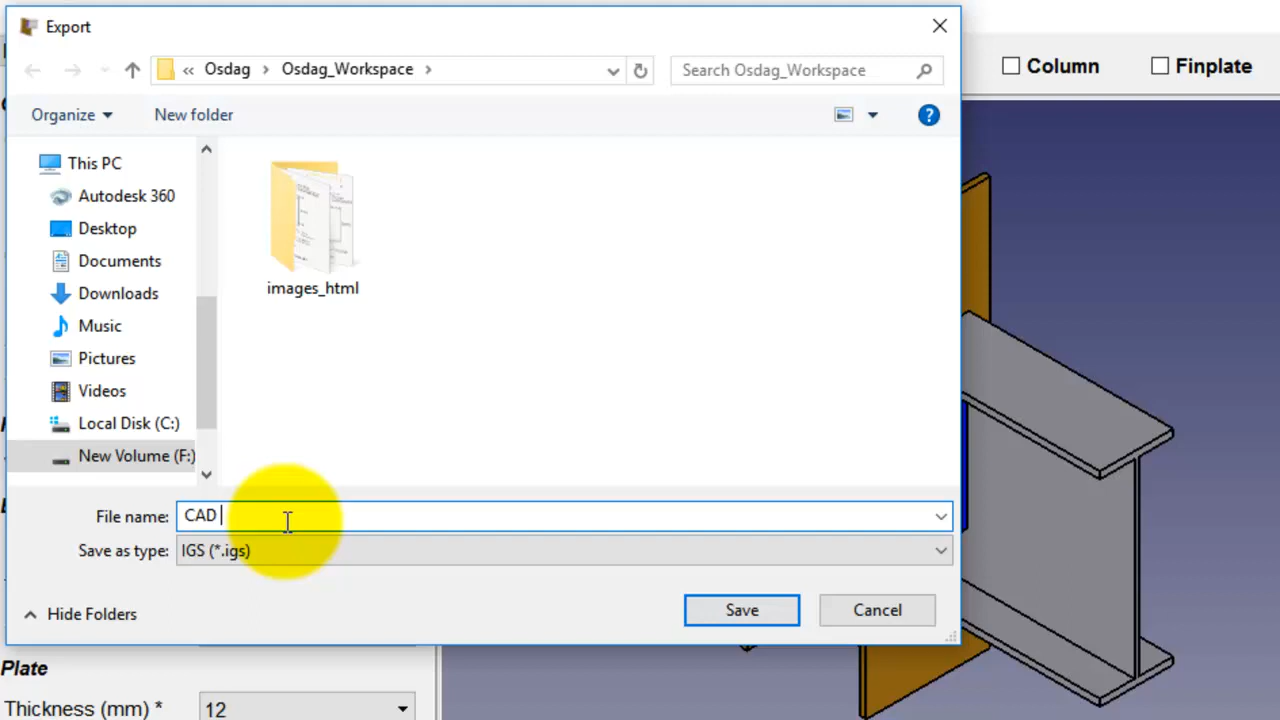 Export
« Osdag > Osdag_Workspace >
Search Osdag_Workspace
Column
Finplate
Organize
New folder
This PC
Autodesk 360
Desktop
Documents
Downloads
Music
Pictures
Videos
Local Disk (C:)
New Volume (F:)
images_html
File name: CAD
Save as type: IGS (*.igs)
Hide Folders
Save
Cancel
Plate
Thickness (mm) * 12